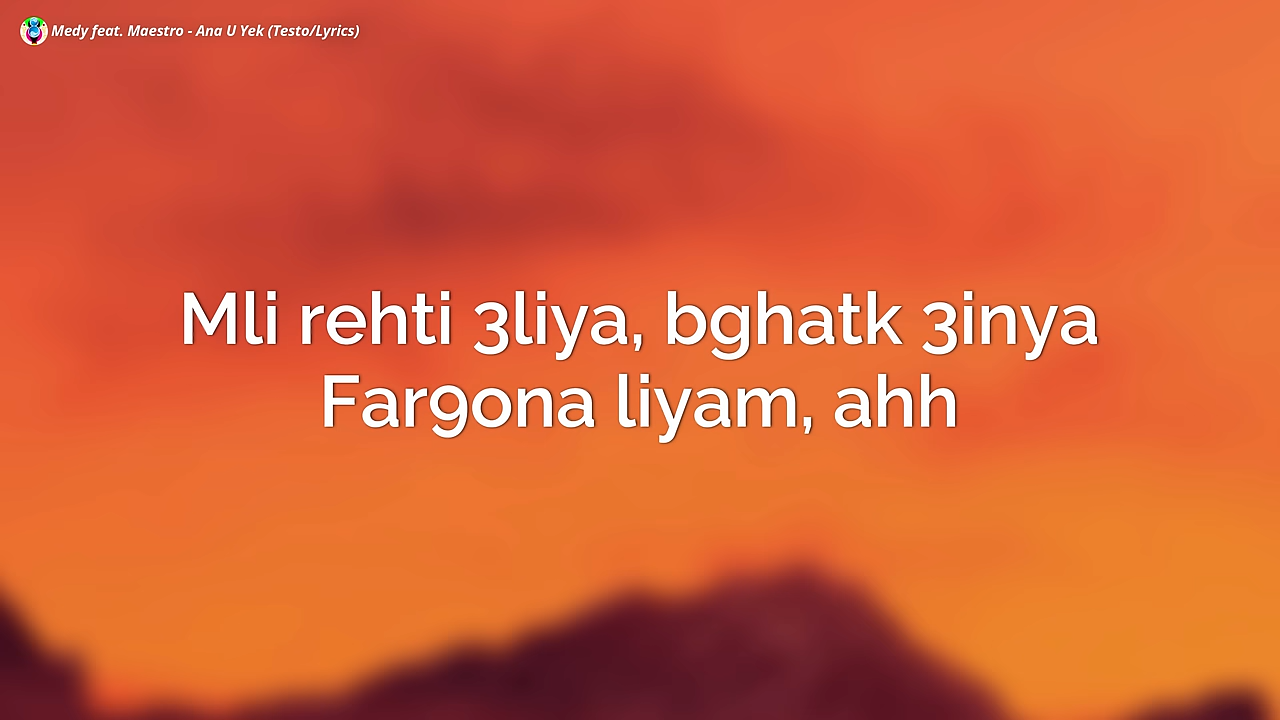 Medy feat. Maestro - Ana U Yek (Testo/Lyrics)
Mli rehti 3liya, bghatk 3inya
Far9ona liyam, ahh